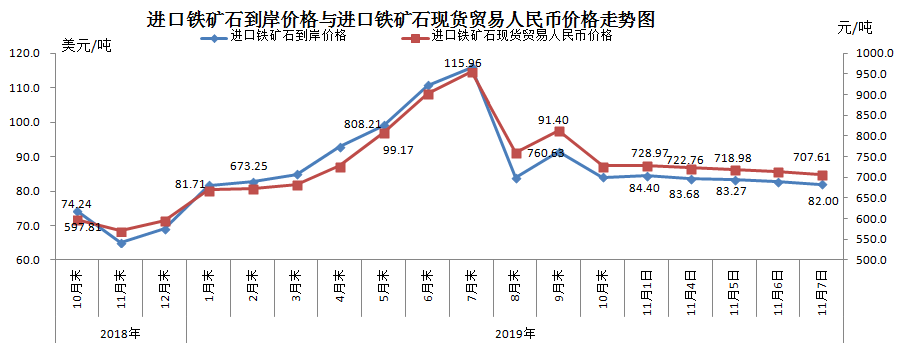 进口铁矿石到岸价格与进口铁矿石现货贸易人民币价格走势图
美元/吨
进口铁矿石到岸价格
进口铁矿石现货贸易人民币价格
元/吨
120.0
110.0
100.0
90.0
80.0
70.0
60.0
1000.0
950.0
900.0
850.0
800.0
750.0
700.0
650.0
600.0
550.0
500.0
74.24
597.81
81.71
673.25
808.21
99.17
115.96
760.63
91.40
728.97
84.40
722.76
83.68
718.98
83.27
707.61
82.00
10月末
11月末
12月末
1月末
2月末
3月末
4月末
5月末
6月末
7月末
8月末
9月末
10月末
11月1日
11月4日
11月5日
11月6日
11月7日
2018年
2019年